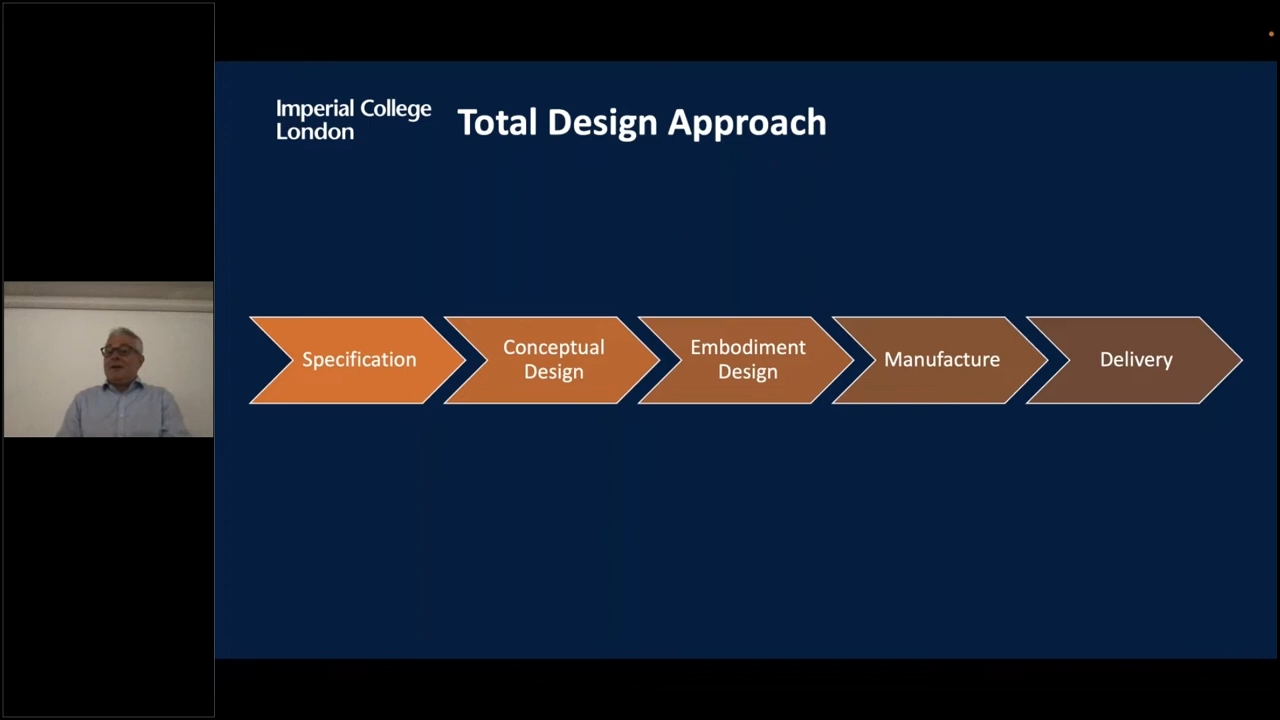 Imperial College
London
Total Design Approach
Specification
Conceptual
Design
Embodiment
Design
Manufacture
Delivery